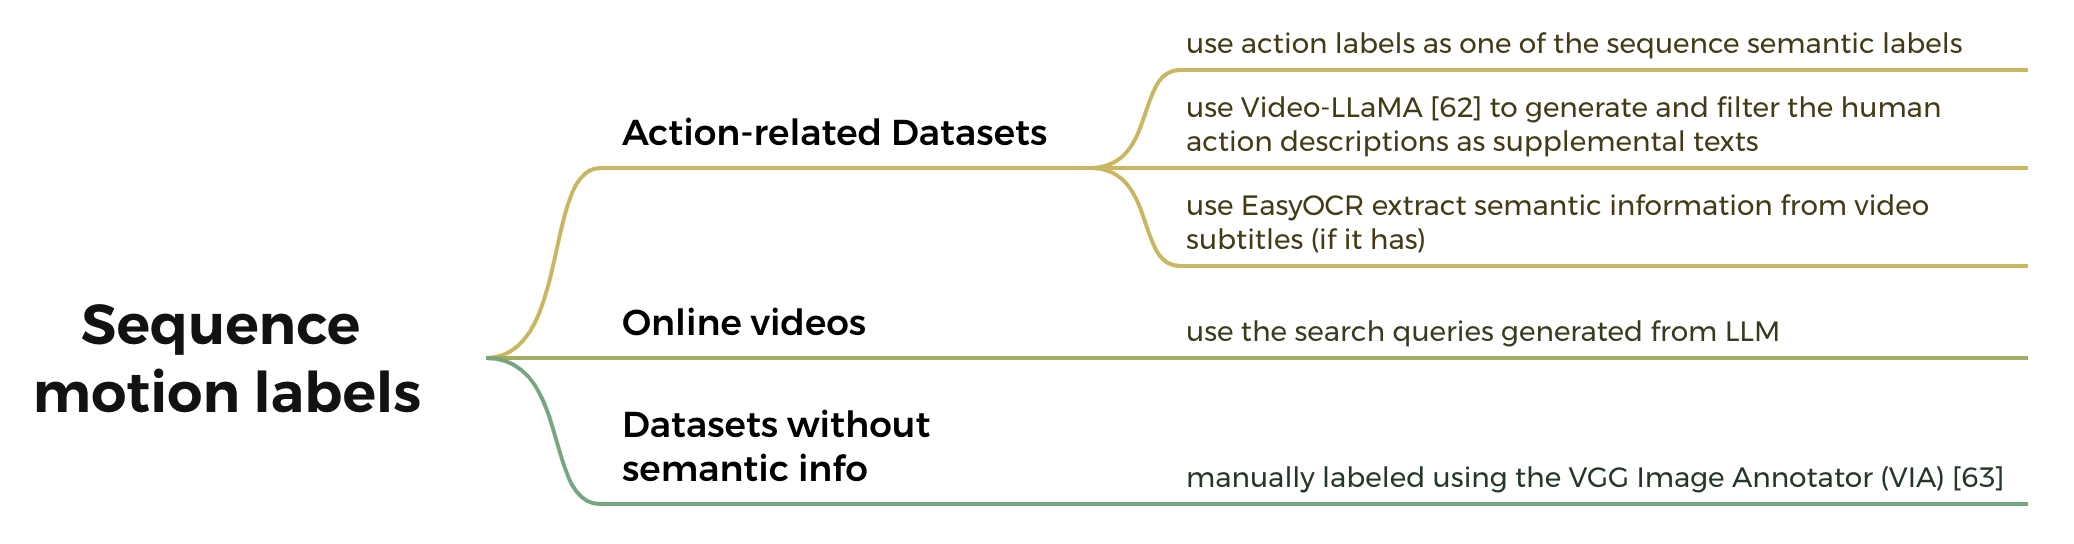 Sequence
motion labels
Action-related Datasets
use action labels as one of the sequence semantic labels
use Video-LLaMA [62] to generate and filter the human
action descriptions as supplemental texts
use EasyOCR extract semantic information from video
subtitles (if it has)
Online videos
use the search queries generated from LLM
Datasets without
semantic info
manually labeled using the VGG Image Annotator (VIA) [63]